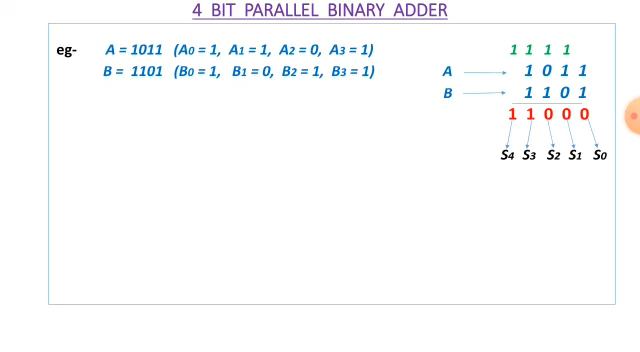 4 BIT PARALLEL BINARY ADDER
eg- A = 1011 (A0 = 1, A1 = 1, A2 = 0, A3 = 1)
B = 1101 (B0 = 1, B1 = 0, B2 = 1, B3 = 1)
1 1 1 1
A 1 0 1 1
B 1 1 0 1
1 1 0 0 0
S4 S3 S2 S1 S0